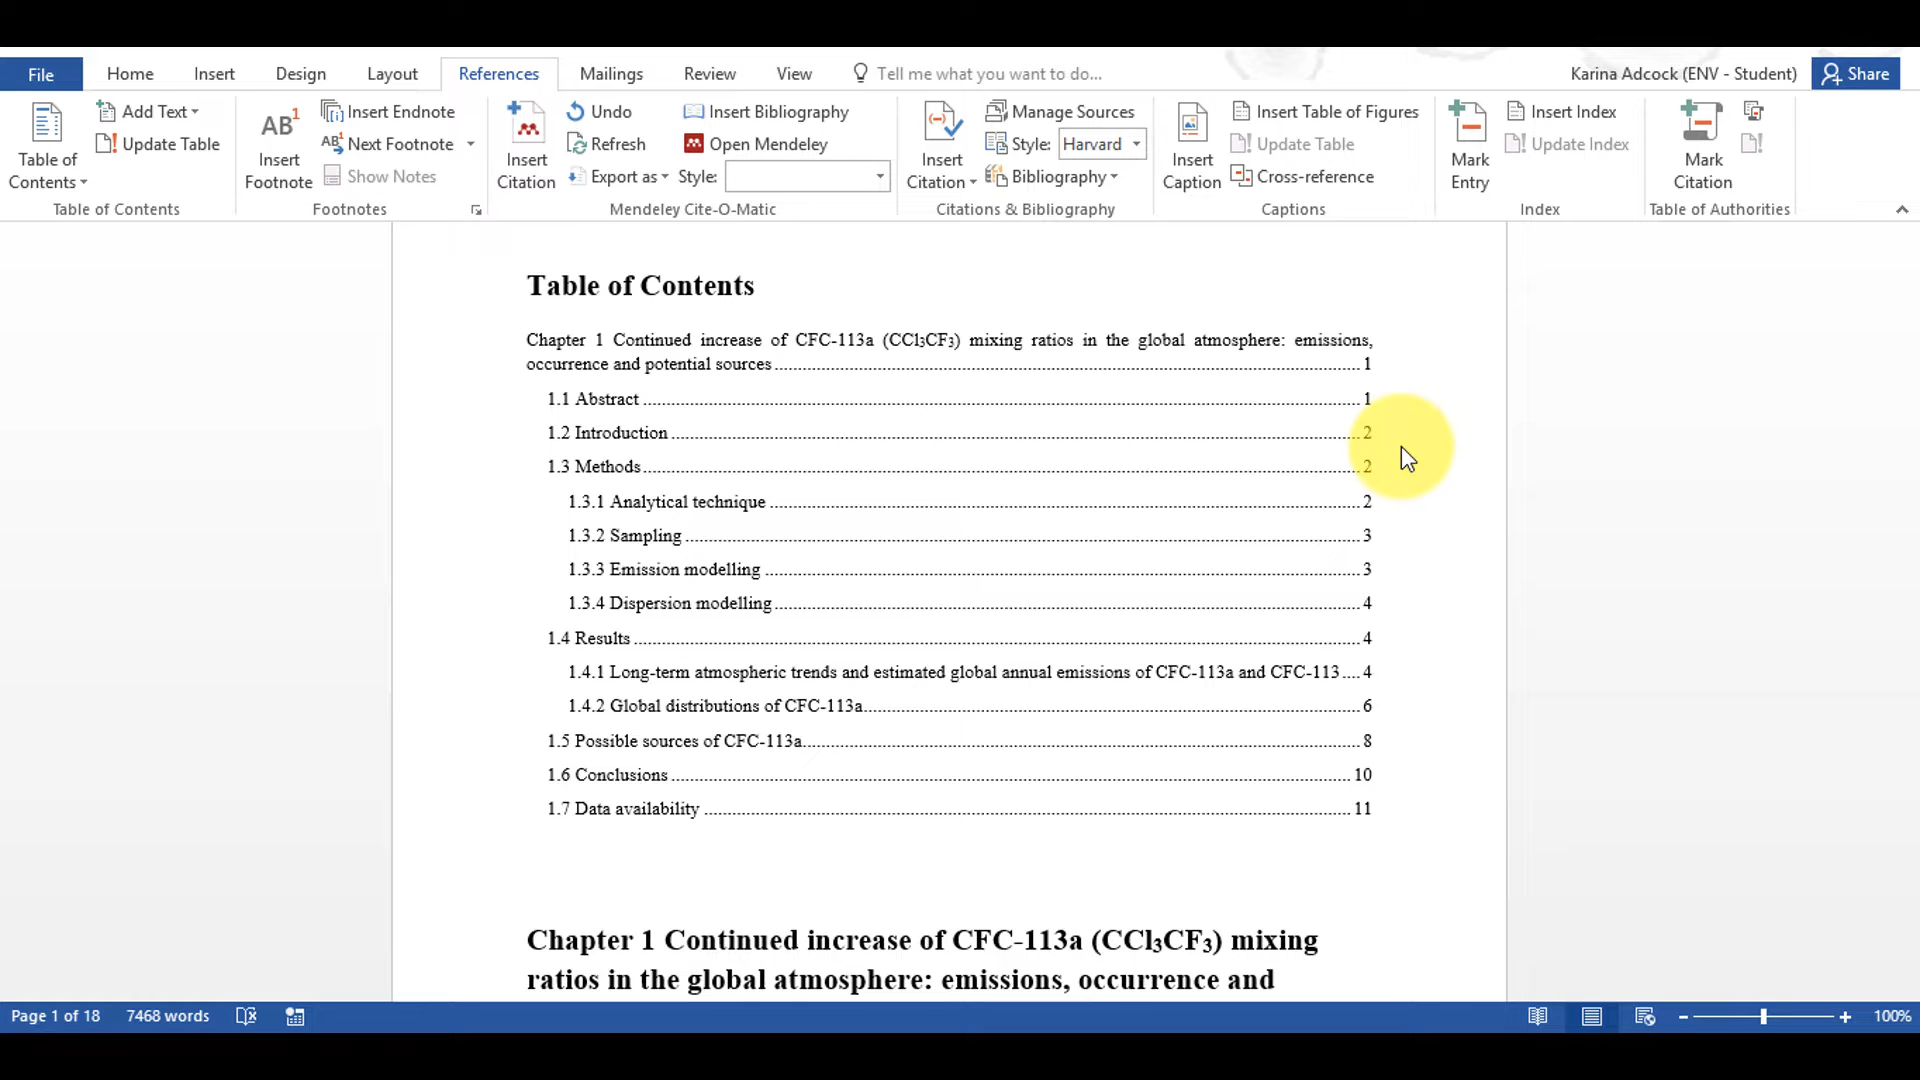 File Home Insert Design Layout References Mailings Review View Tell me what you want to do... Karina Adcock (ENV - Student) Share
Table of Contents
Add Text
Update Table
Table of Contents
AB1 Insert Footnote
Insert Endnote
AB1 Next Footnote
Show Notes
Footnotes
Insert Citation
Undo
Refresh
Export as
Insert Bibliography
Open Mendeley
Style:
Mendeley Cite-O-Matic
Insert Citation
Manage Sources
Style: Harvard
Bibliography
Citations & Bibliography
Insert Caption
Insert Table of Figures
Update Table
Cross-reference
Captions
Mark Entry
Insert Index
Update Index
Index
Mark Citation
Table of Authorities
Table of Contents
Chapter 1 Continued increase of CFC-113a (CCl₃CF₃) mixing ratios in the global atmosphere: emissions,
occurrence and potential sources 1
1.1 Abstract 1
1.2 Introduction 2
1.3 Methods 2
1.3.1 Analytical technique 2
1.3.2 Sampling 3
1.3.3 Emission modelling 3
1.3.4 Dispersion modelling 4
1.4 Results 4
1.4.1 Long-term atmospheric trends and estimated global annual emissions of CFC-113a and CFC-113 4
1.4.2 Global distributions of CFC-113a 6
1.5 Possible sources of CFC-113a 8
1.6 Conclusions 10
1.7 Data availability 11
Chapter 1 Continued increase of CFC-113a (CCl₃CF₃) mixing
ratios in the global atmosphere: emissions, occurrence and
Page 1 of 18 7468 words 100%